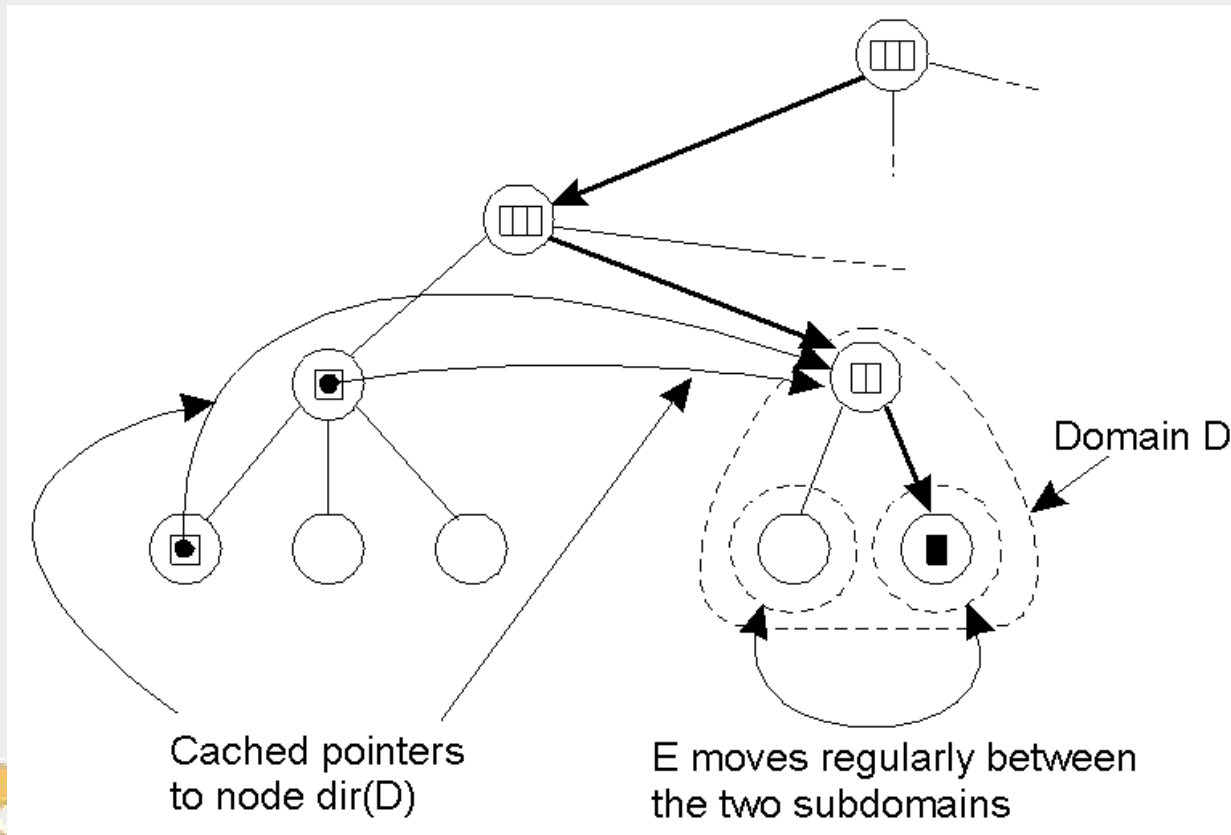 Domain D
Cached pointers
to node dir(D)
E moves regularly between
the two subdomains